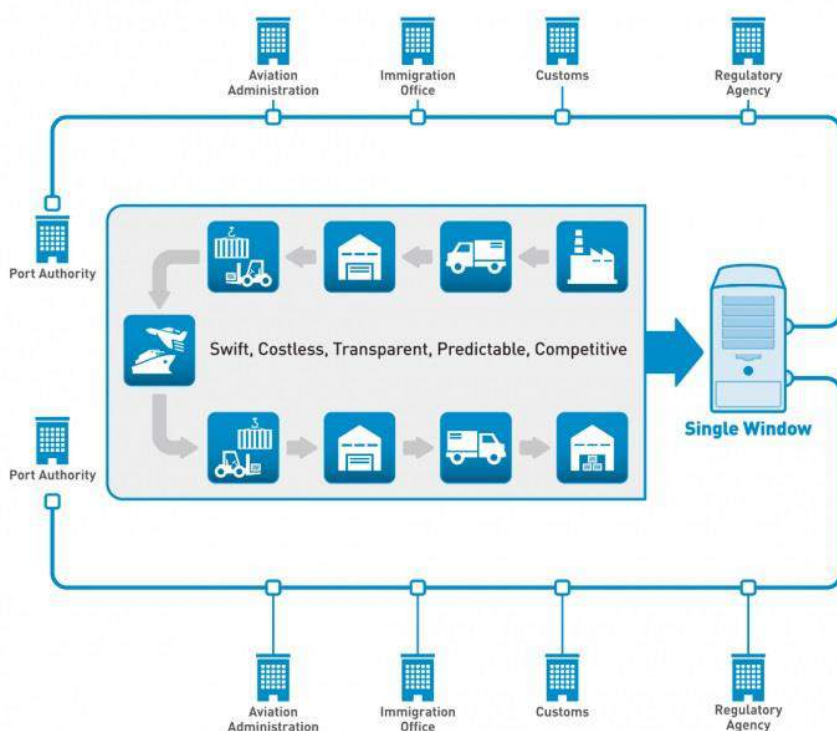 Aviation
Administration
Immigration
Office
Customs
Regulatory
Agency
Port Authority
Swift, Costless, Transparent, Predictable, Competitive
Single Window
Port Authority
Aviation
Administration
Immigration
Office
Customs
Regulatory
Agency